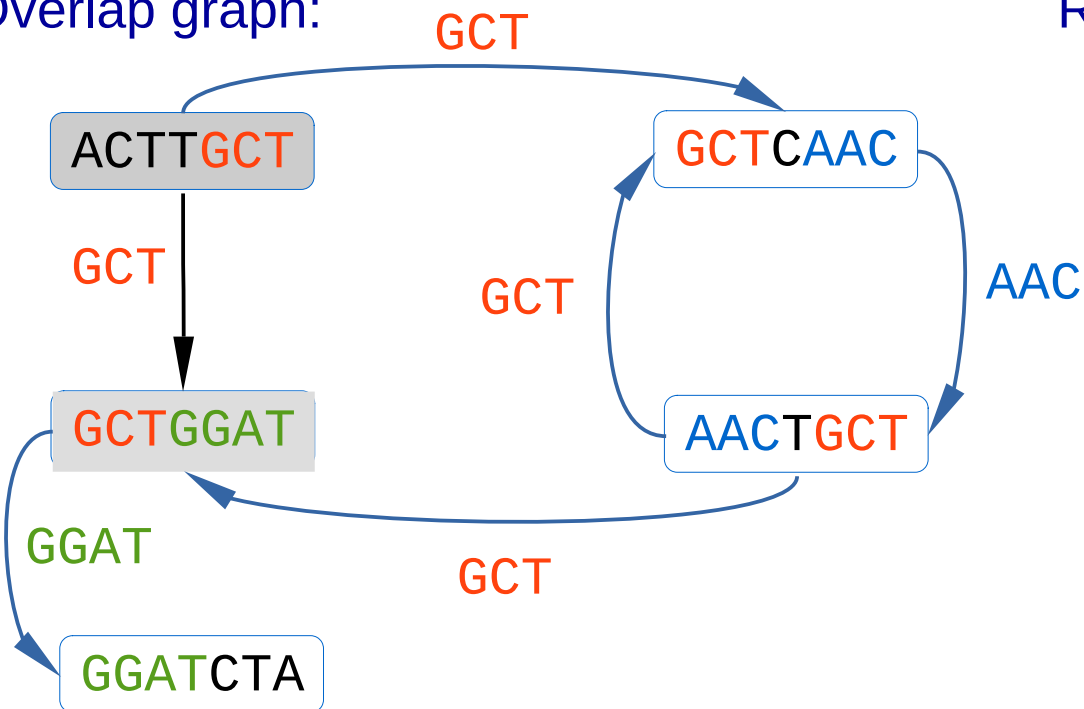 Overlap graph:
R
GCT
ACTTGCT
GCTCAAC
GCT
GCT
AAC
GCTGGAT
AACTGCT
GGAT
GCT
GGATCTA